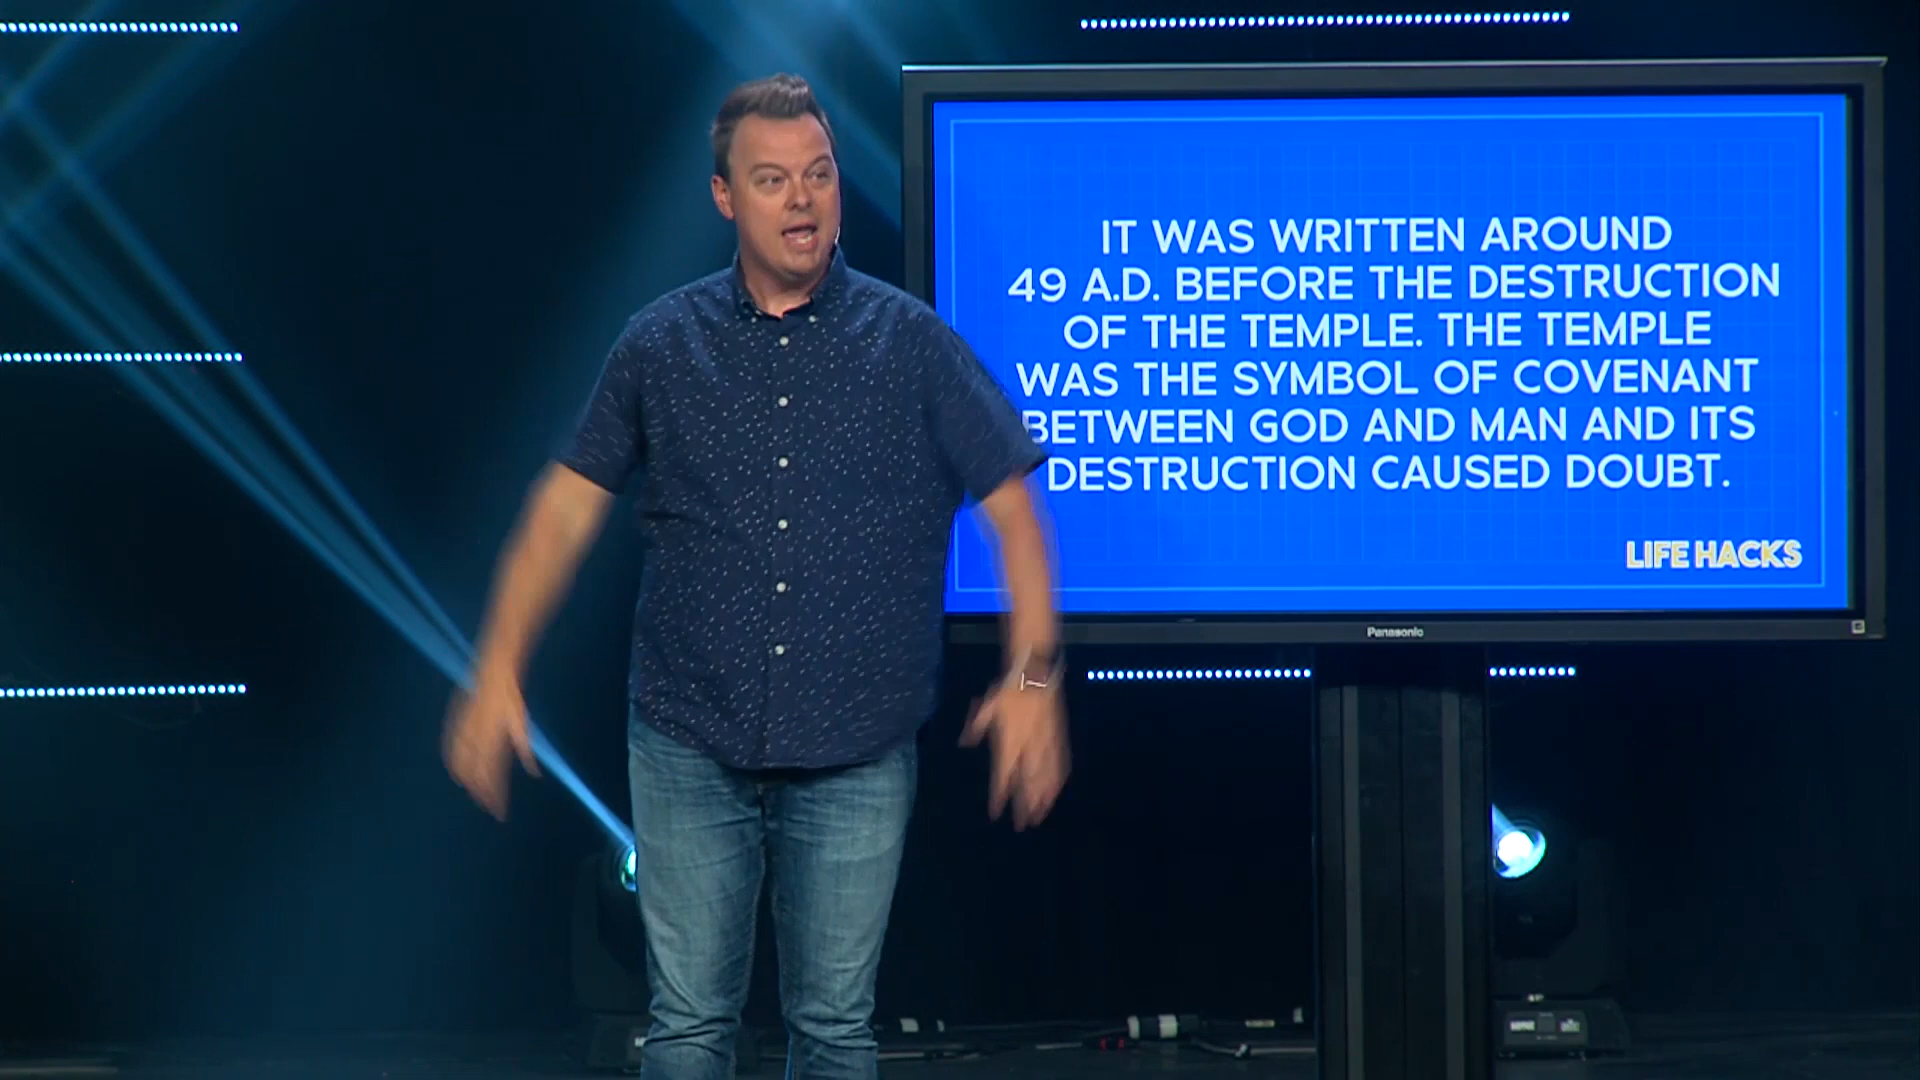 IT WAS WRITTEN AROUND
49 A.D. BEFORE THE DESTRUCTION
OF THE TEMPLE. THE TEMPLE
WAS THE SYMBOL OF COVENANT
BETWEEN GOD AND MAN AND ITS
DESTRUCTION CAUSED DOUBT.
LIFE HACKS
Panasonic